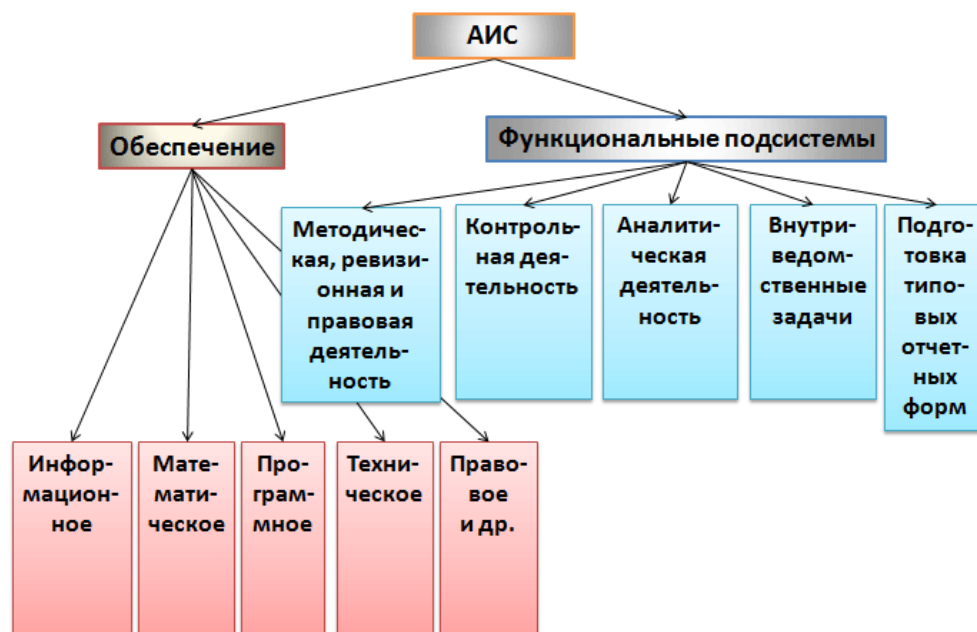 АИС
Обеспечение
Функциональные подсистемы
Методичес-
кая, ревизи-
онная и
правовая
деятель-
ность
Контроль-
ная дея-
тельность
Аналити-
ческая
деятель-
ность
Внутри-
ведом-
ственные
задачи
Подго-
товка
типо-
вых
отчет-
ных
форм
Инфор-
мацион-
ное
Мате-
мати-
ческое
Про-
грам-
мное
Техни-
ческое
Право-
вое
и др.